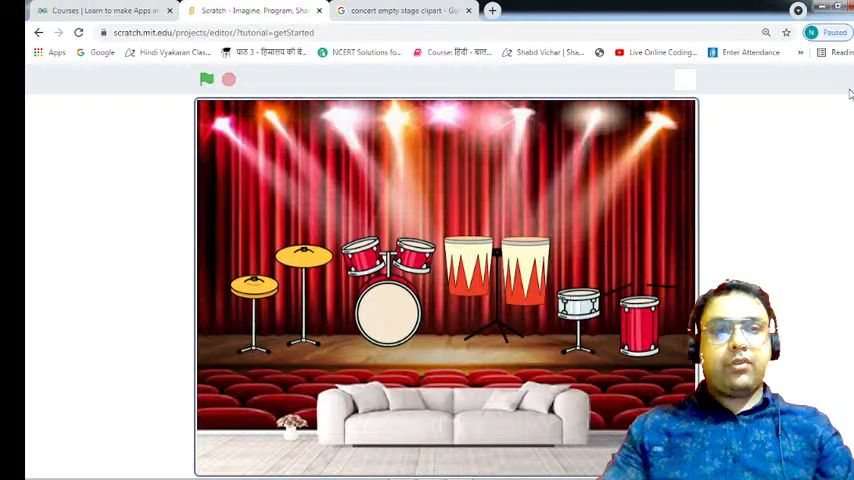 Courses | Learn to make Apps in
Scratch - Imagine, Program, Sha
concert empty stage clipart - Go
scratch.mit.edu/projects/editor/?tutorial=getStarted
N Paused
Apps
Google
Hindi Vyakaran Clas
पाठ 3 - हिमालय की बे...
NCERT Solutions fo...
Course: हिंदी - बाल...
Shabd Vichar | Sha...
Live Online Coding...
Enter Attendance
»
Readin